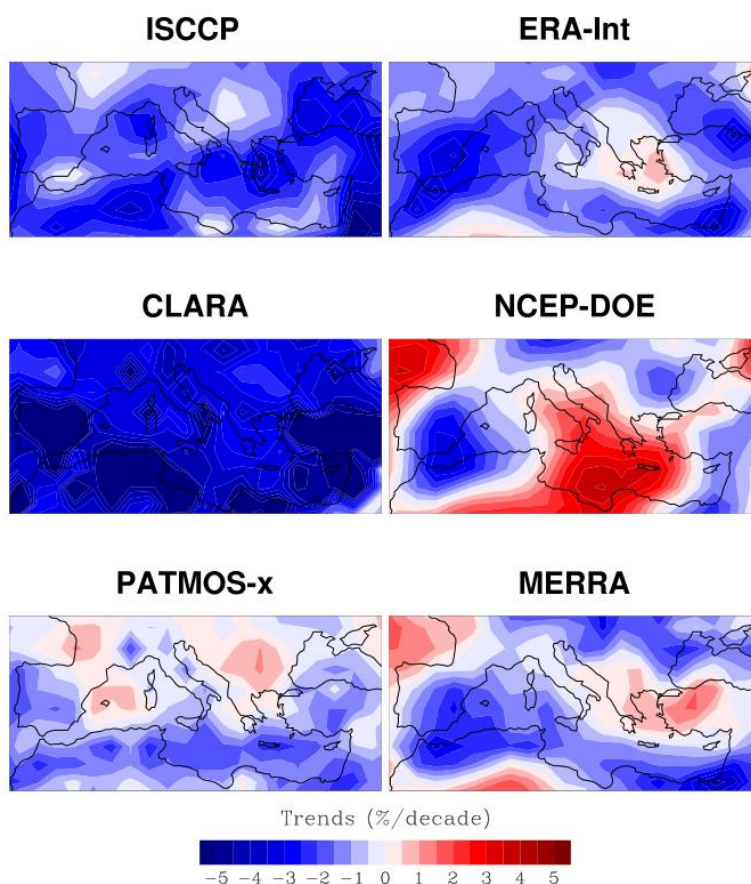 ISCCP
ERA-Int
CLARA
NCEP-DOE
PATMOS-x
MERRA
Trends (%/decade)
−5 −4 −3 −2 −1 0 1 2 3 4 5